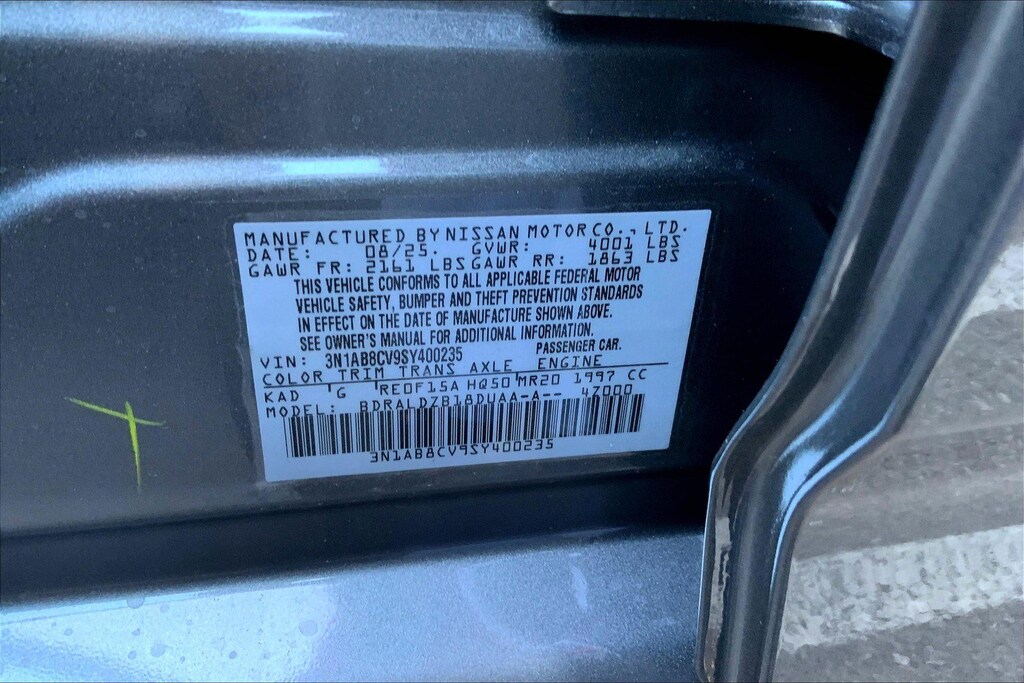 MANUFACTURED BY NISSAN MOTOR CO., LTD.
DATE: 08/25. GVWR: 4001 LBS
GAWR FR: 2161 LBS GAWR RR: 1863 LBS
THIS VEHICLE CONFORMS TO ALL APPLICABLE FEDERAL MOTOR
VEHICLE SAFETY, BUMPER AND THEFT PREVENTION STANDARDS
IN EFFECT ON THE DATE OF MANUFACTURE SHOWN ABOVE.
SEE OWNER'S MANUAL FOR ADDITIONAL INFORMATION.
VIN: 3N1AB8CV9SY400235 PASSENGER CAR.
COLOR TRIM TRANS AXLE ENGINE
KAD G RE0F15A HQ50 MR20 1997 CC
MODEL: BDRALDZB18DUAA-A-- 4Z000
3N1AB8CV9SY400235